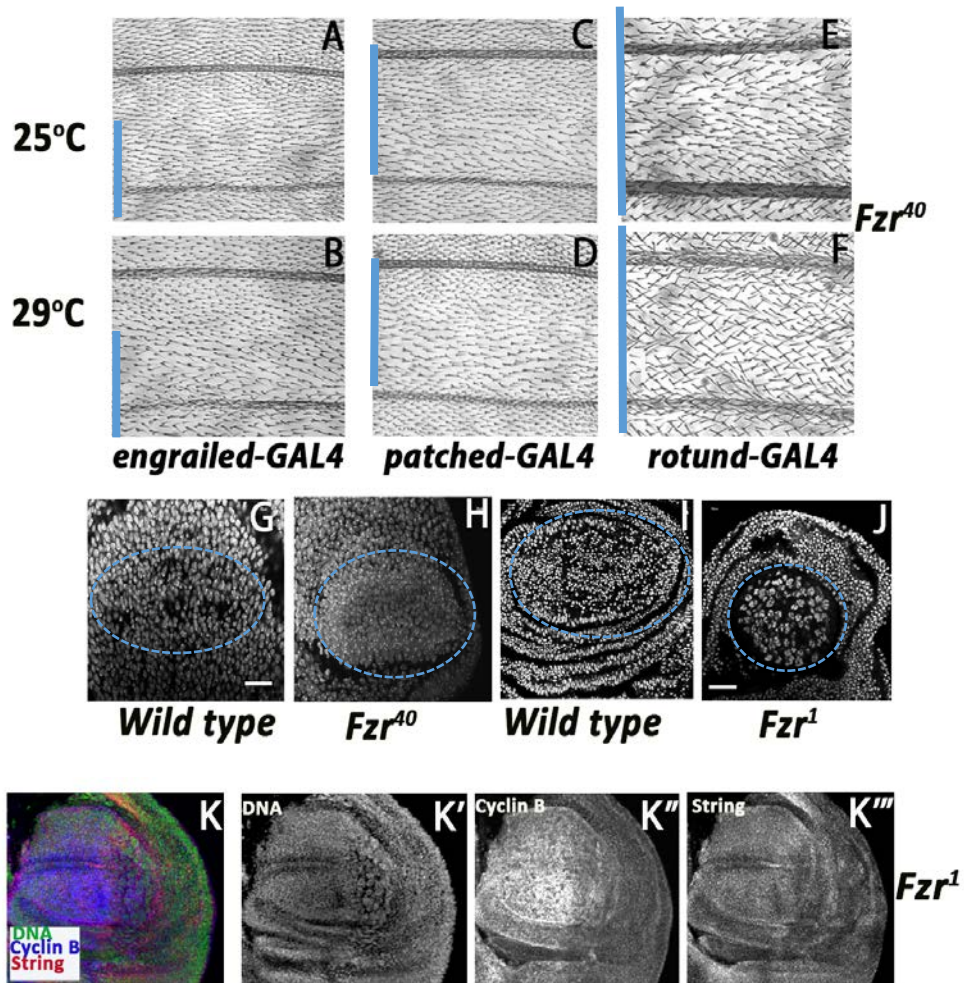 A
C
E
25°C
Fzr⁴⁰
B
D
F
29°C
engrailed-GAL4
patched-GAL4
rotund-GAL4
G
H
I
J
Wild type
Fzr⁴⁰
Wild type
Fzr¹
K
DNA
K'
Cyclin B
K''
String
K'''
Fzr¹
DNA
Cyclin B
String